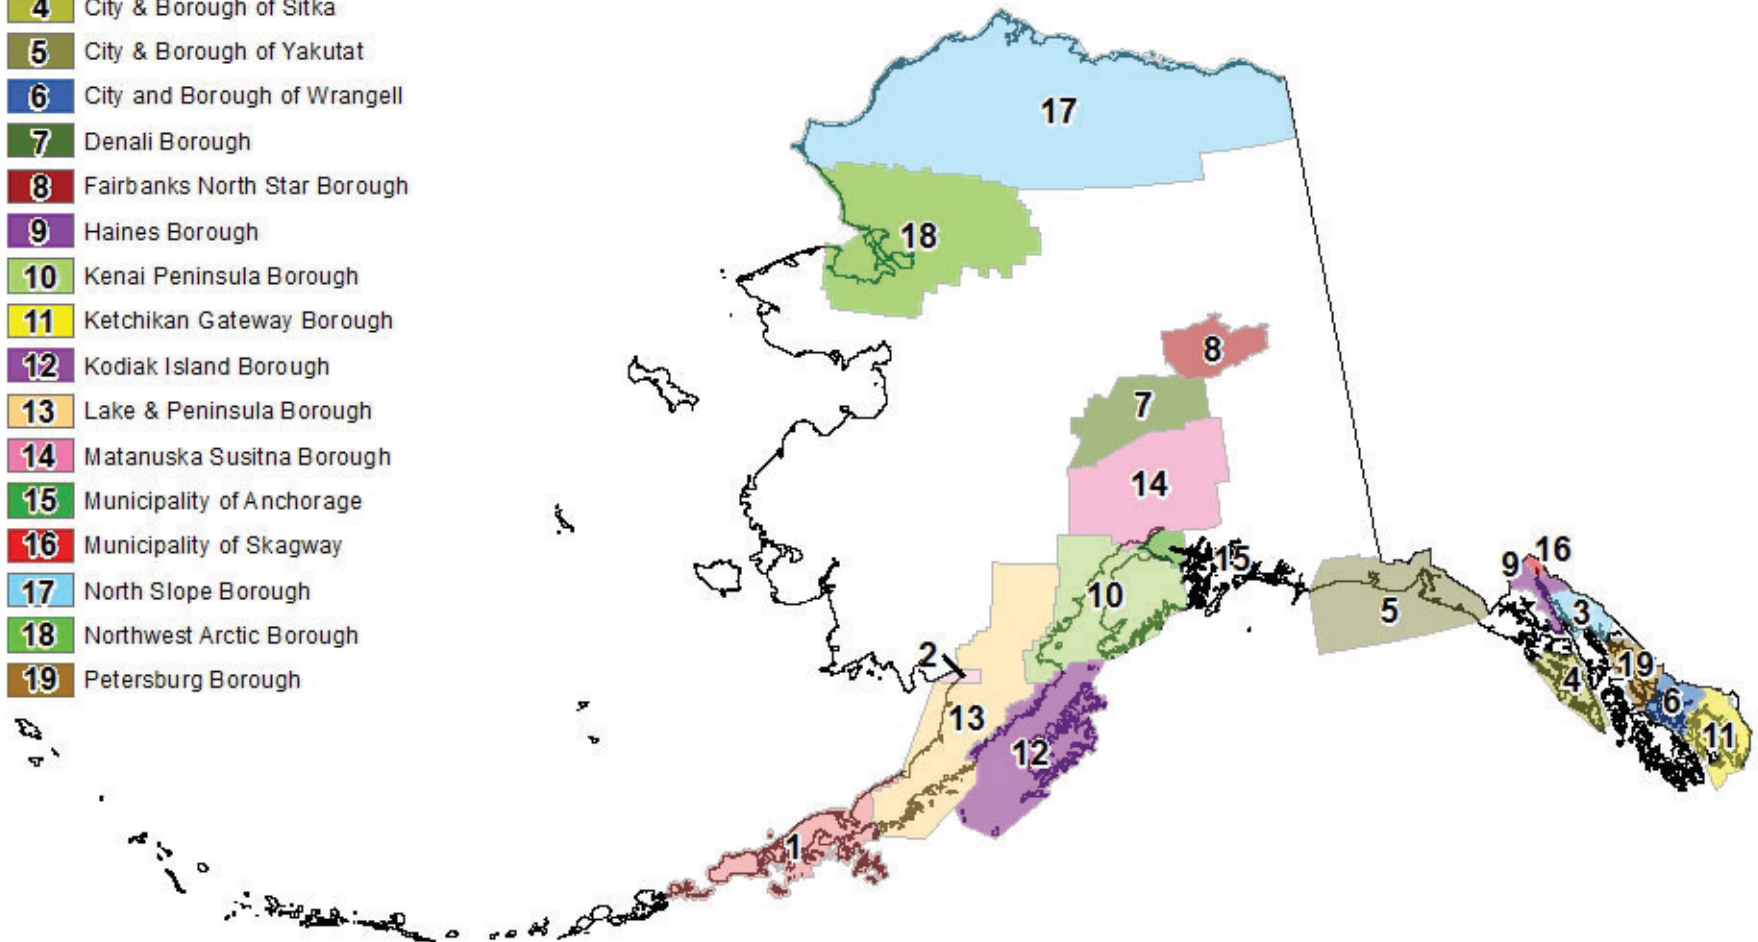 4 City & Borough of Sitka
5 City & Borough of Yakutat
6 City and Borough of Wrangell
7 Denali Borough
8 Fairbanks North Star Borough
9 Haines Borough
10 Kenai Peninsula Borough
11 Ketchikan Gateway Borough
12 Kodiak Island Borough
13 Lake & Peninsula Borough
14 Matanuska Susitna Borough
15 Municipality of Anchorage
16 Municipality of Skagway
17 North Slope Borough
18 Northwest Arctic Borough
19 Petersburg Borough
17
18
8
7
14
15
16
9
10
5
3
2
19
4
6
13
11
12
1